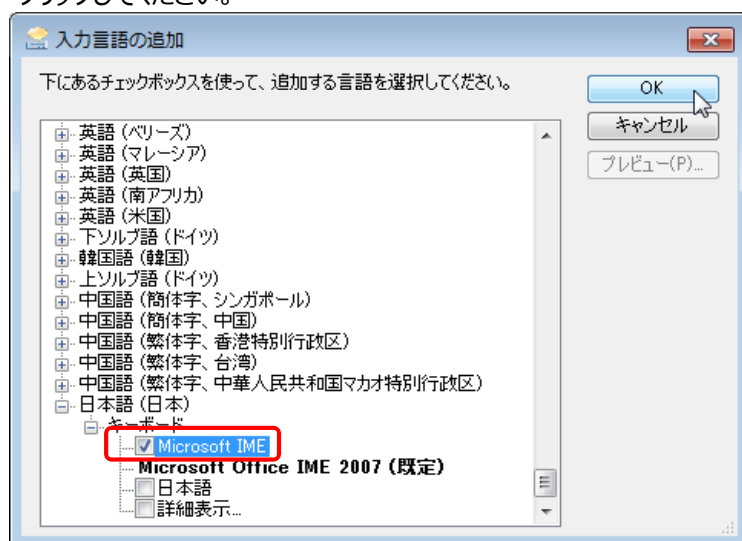 クリックしてください。
入力言語の追加
下にあるチェックボックスを使って、追加する言語を選択してください。
OK
キャンセル
プレビュー(P)...
英語 (ベリーズ)
英語 (マレーシア)
英語 (英国)
英語 (南アフリカ)
英語 (米国)
下ソルブ語 (ドイツ)
韓国語 (韓国)
上ソルブ語 (ドイツ)
中国語 (簡体字、シンガポール)
中国語 (簡体字、中国)
中国語 (繁体字、香港特別行政区)
中国語 (繁体字、台湾)
中国語 (繁体字、中華人民共和国マカオ特別行政区)
日本語 (日本)
キーボード
Microsoft IME
Microsoft Office IME 2007 (既定)
日本語
詳細表示...